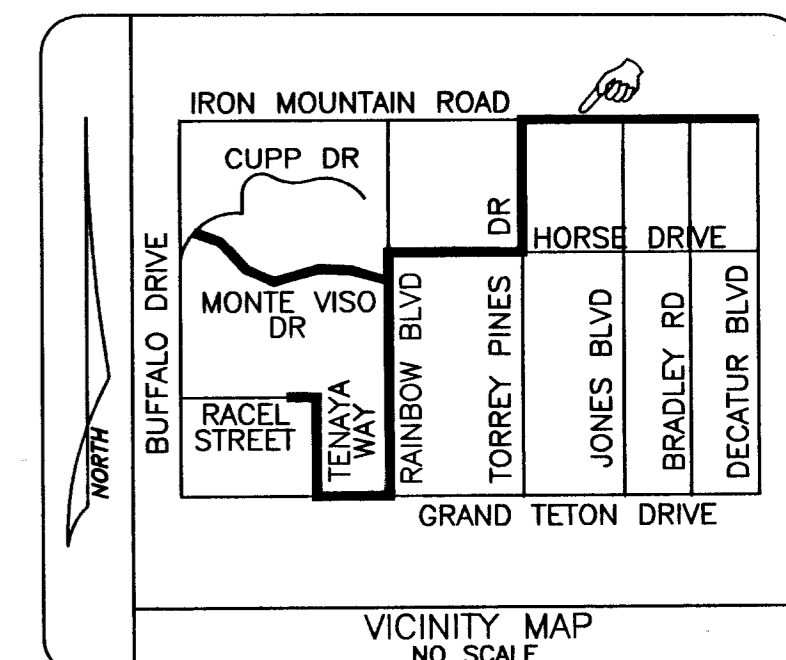 IRON MOUNTAIN ROAD
CUPP DR
DR
HORSE DRIVE
BUFFALO DRIVE
MONTE VISO
DR
RAINBOW BLVD
TORREY PINES
JONES BLVD
BRADLEY RD
DECATUR BLVD
RACEL
STREET
TENAYA
WAY
NORTH
GRAND TETON DRIVE
VICINITY MAP
NO SCALE